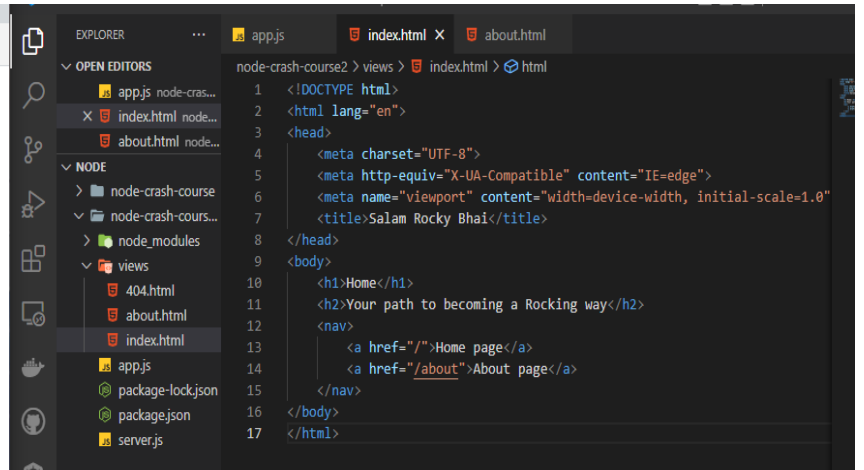 EXPLORER ...
OPEN EDITORS
app.js node-cras...
index.html node...
about.html node...
NODE
node-crash-course
node-crash-cours...
node_modules
views
404.html
about.html
index.html
app.js
package-lock.json
package.json
server.js
app.js index.html about.html
node-crash-course2 > views > index.html > html
1 <!DOCTYPE html>
2 <html lang="en">
3 <head>
4 <meta charset="UTF-8">
5 <meta http-equiv="X-UA-Compatible" content="IE=edge">
6 <meta name="viewport" content="width=device-width, initial-scale=1.0"
7 <title>Salam Rocky Bhai</title>
8 </head>
9 <body>
10 <h1>Home</h1>
11 <h2>Your path to becoming a Rocking way</h2>
12 <nav>
13 <a href="/">Home page</a>
14 <a href="/about">About page</a>
15 </nav>
16 </body>
17 </html>